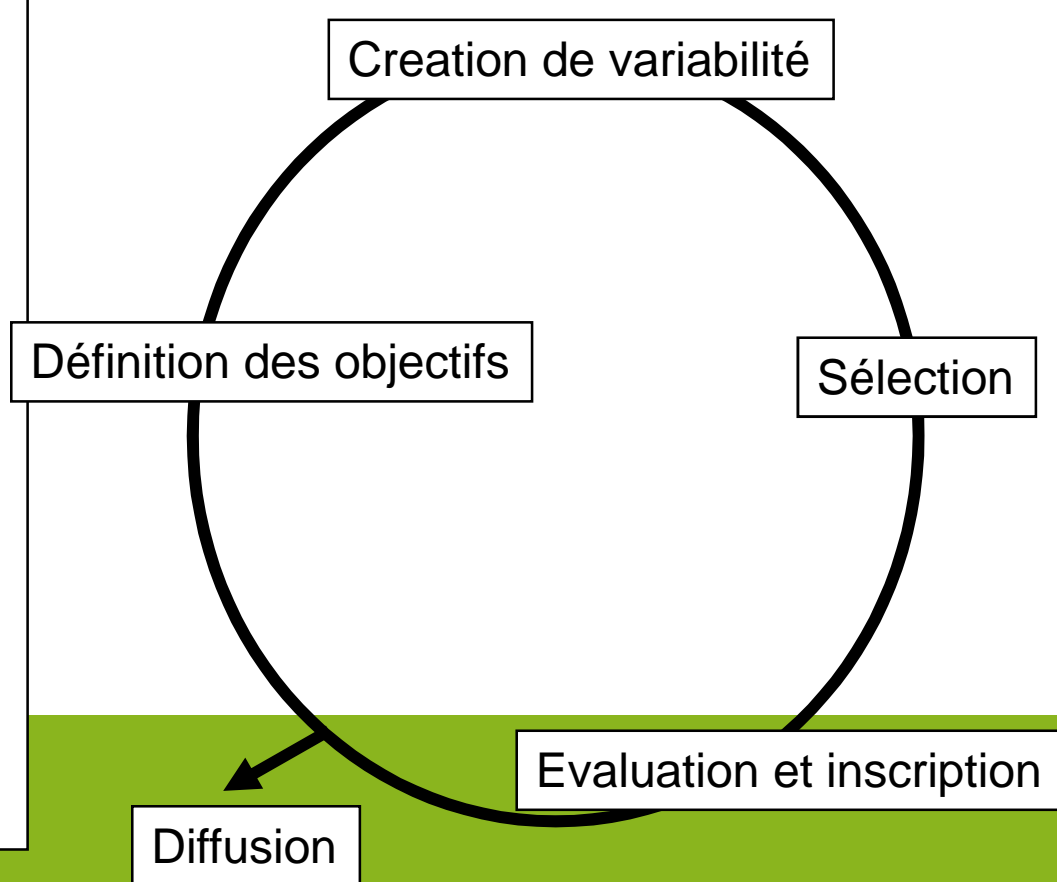 Creation de variabilité
Définition des objectifs
Sélection
Evaluation et inscription
Diffusion